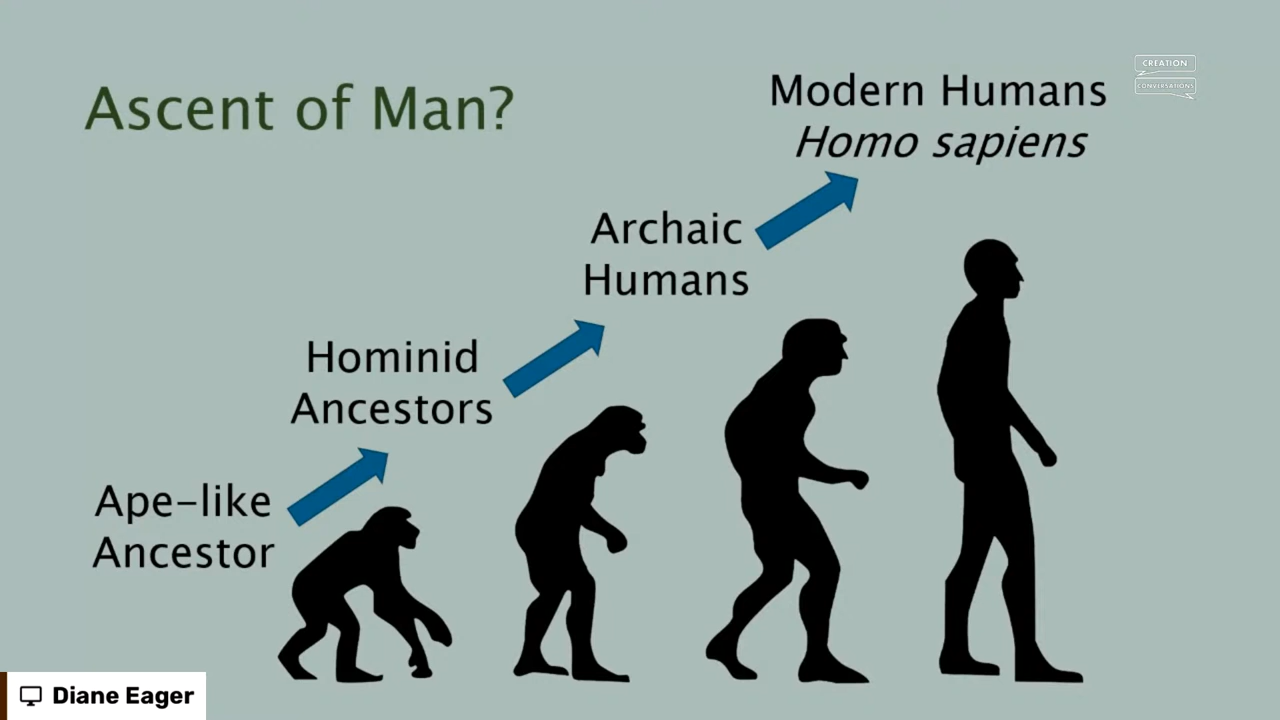 Ascent of Man?
Modern Humans
Homo sapiens
CREATION
CONVERSATIONS
Archaic
Humans
Hominid
Ancestors
Ape-like
Ancestor
Diane Eager